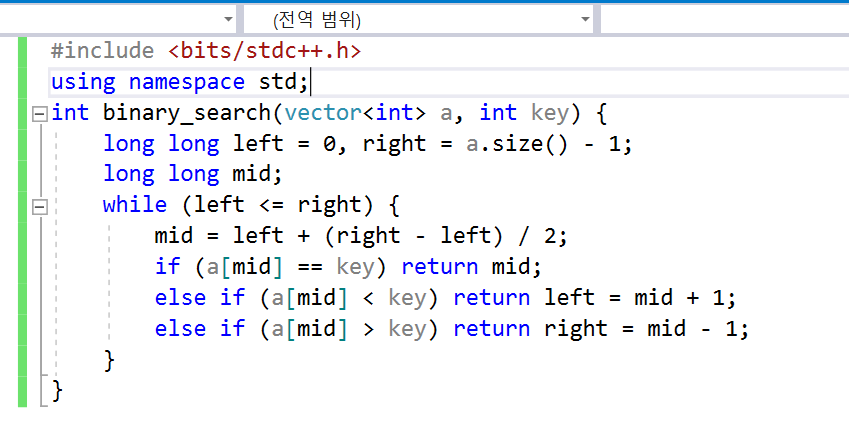 (전역 범위)
#include <bits/stdc++.h>
using namespace std;
int binary_search(vector<int> a, int key) {
    long long left = 0, right = a.size() - 1;
    long long mid;
    while (left <= right) {
        mid = left + (right - left) / 2;
        if (a[mid] == key) return mid;
        else if (a[mid] < key) return left = mid + 1;
        else if (a[mid] > key) return right = mid - 1;
    }
}